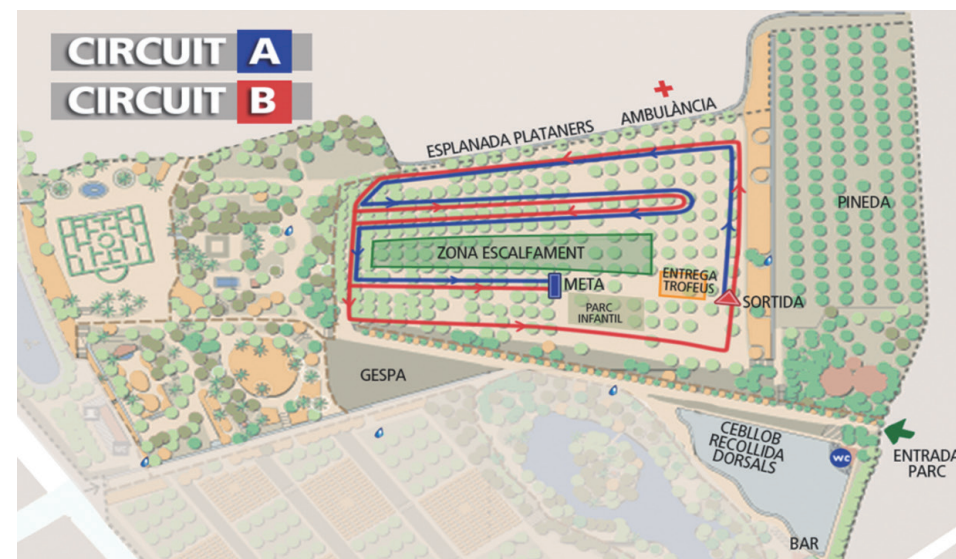 CIRCUIT A
CIRCUIT B
AMBULÀNCIA
ESPLANADA PLATANERS
PINEDA
ZONA ESCALFAMENT
ENTREGA
TROFEUS
META
SORTIDA
PARC
INFANTIL
GESPA
CEBLLOB
RECOLLIDA
DORSALS
WC
ENTRADA
PARC
BAR